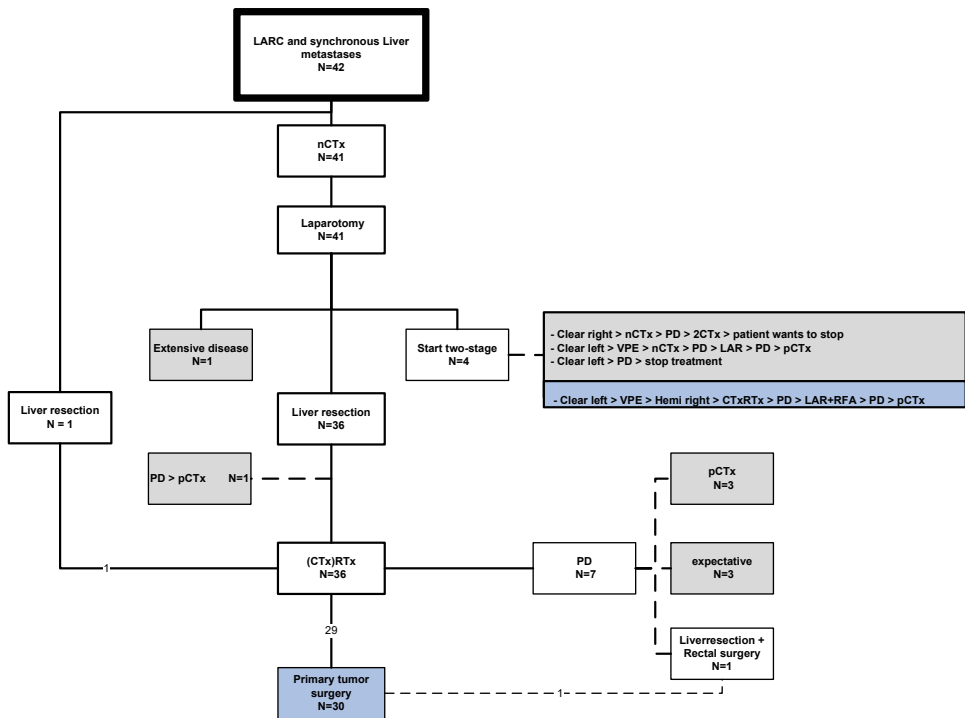 LARC and synchronous Liver
metastases
N=42
nCTx
N=41
Laparotomy
N=41
Extensive disease
N=1
Start two-stage
N=4
- Clear right > nCTx > PD > 2CTx > patient wants to stop
- Clear left > VPE > nCTx > PD > LAR > PD > pCTx
- Clear left > PD > stop treatment
- Clear left > VPE > Hemi right > CTxRTx > PD > LAR+RFA > PD > pCTx
Liver resection
N = 1
Liver resection
N=36
PD > pCTx N=1
pCTx
N=3
(CTx)RTx
N=36
PD
N=7
expectative
N=3
1
29
Liverresection +
Rectal surgery
N=1
Primary tumor
surgery
N=30
1